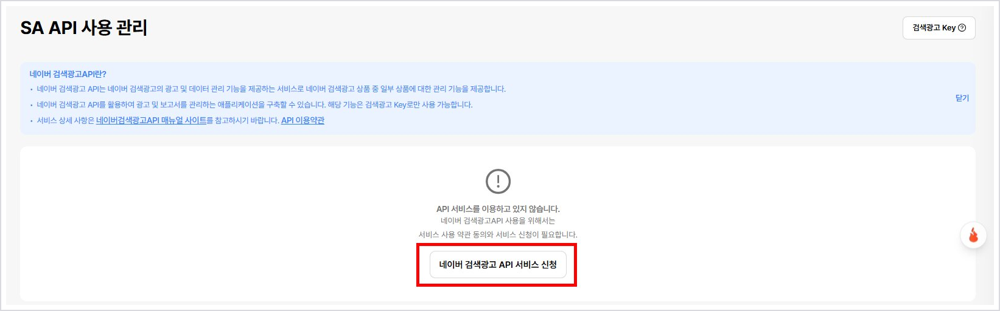 SA API 사용 관리
검색광고 Key
네이버 검색광고API란?
• 네이버 검색광고 API는 네이버 검색광고의 광고 및 데이터 관리 기능을 제공하는 서비스로 네이버 검색광고 상품 중 일부 상품에 대한 관리 기능을 제공합니다.
• 네이버 검색광고 API를 활용하여 광고 및 보고서를 관리하는 애플리케이션을 구축할 수 있습니다. 해당 기능은 검색광고 Key로만 사용 가능합니다.
닫기
• 서비스 상세 사항은 네이버검색광고API 매뉴얼 사이트를 참고하시기 바랍니다. API 이용약관
API 서비스를 이용하고 있지 않습니다.
네이버 검색광고API 사용을 위해서는
서비스 사용 약관 동의와 서비스 신청이 필요합니다.
네이버 검색광고 API 서비스 신청